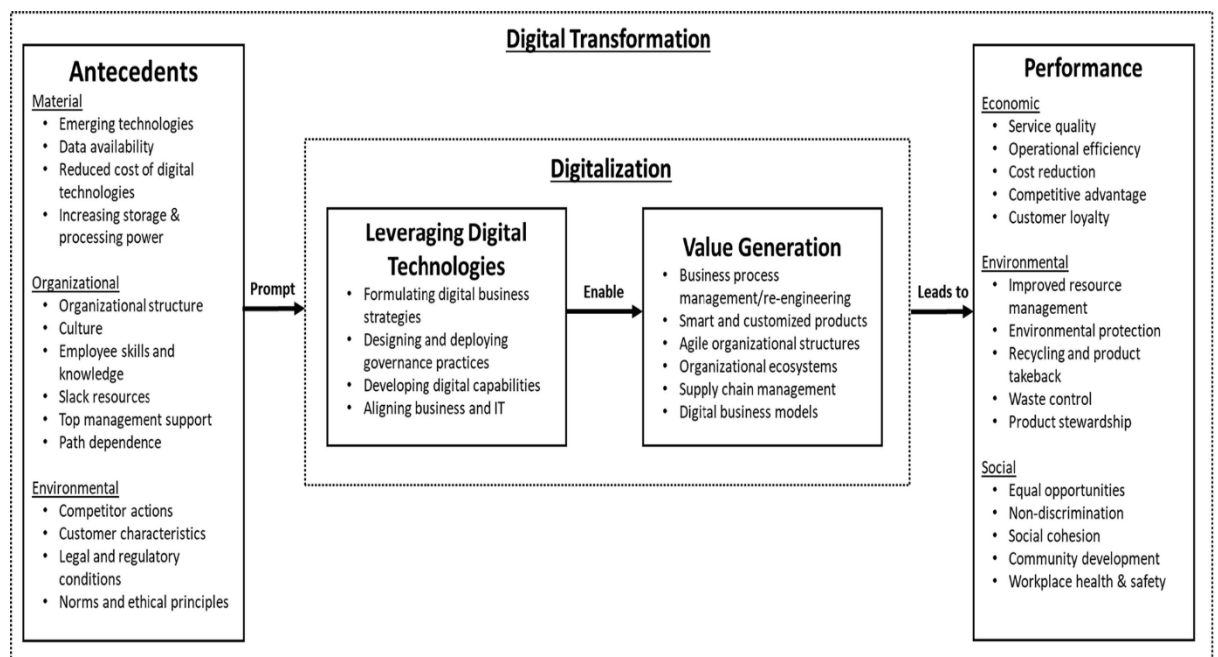 Digital Transformation
Antecedents
Material
• Emerging technologies
• Data availability
• Reduced cost of digital
technologies
• Increasing storage &
processing power
Organizational
• Organizational structure
• Culture
• Employee skills and
knowledge
• Slack resources
• Top management support
• Path dependence
Environmental
• Competitor actions
• Customer characteristics
• Legal and regulatory
conditions
• Norms and ethical principles
Prompt
Digitalization
Leveraging Digital
Technologies
• Formulating digital business
strategies
• Designing and deploying
governance practices
• Developing digital capabilities
• Aligning business and IT
Enable
Value Generation
• Business process
management/re-engineering
• Smart and customized products
• Agile organizational structures
• Organizational ecosystems
• Supply chain management
• Digital business models
Leads to
Performance
Economic
• Service quality
• Operational efficiency
• Cost reduction
• Competitive advantage
• Customer loyalty
Environmental
• Improved resource
management
• Environmental protection
• Recycling and product
takeback
• Waste control
• Product stewardship
Social
• Equal opportunities
• Non-discrimination
• Social cohesion
• Community development
• Workplace health & safety